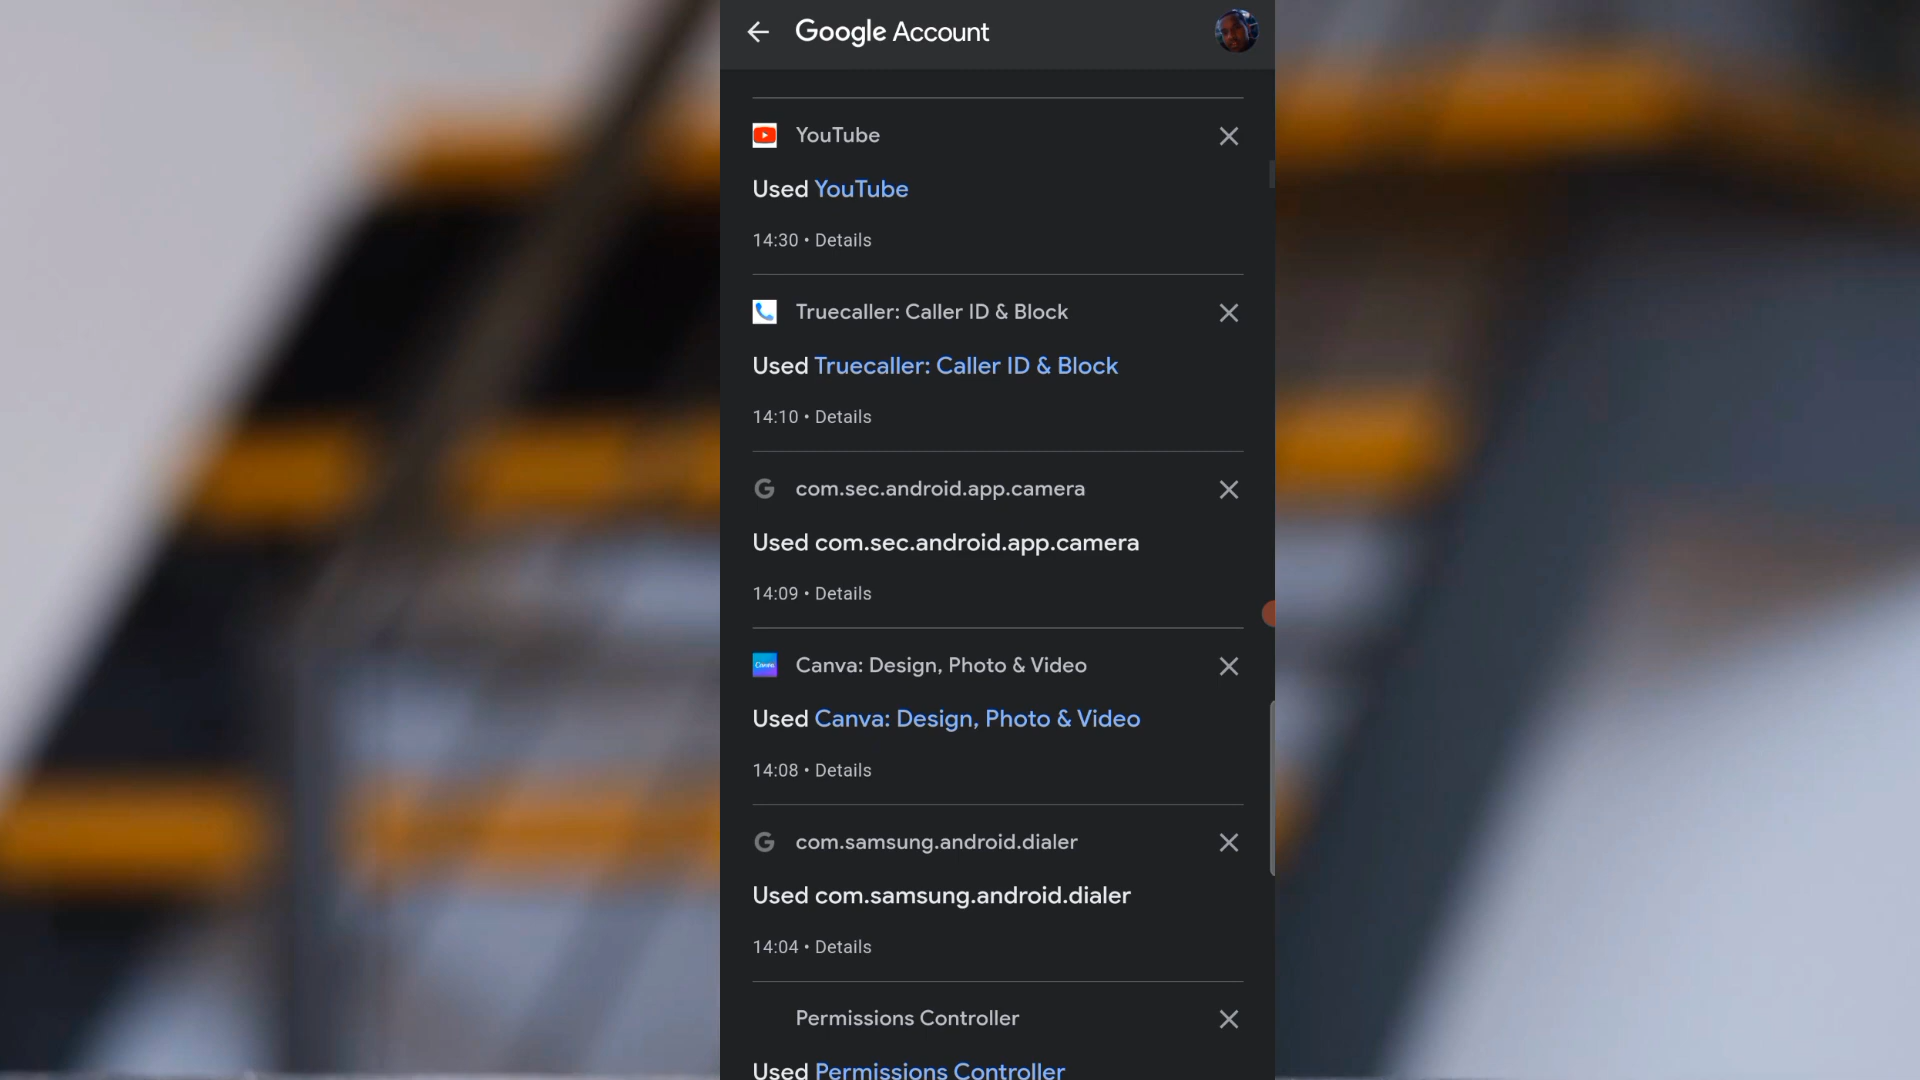 Google Account
YouTube
Used YouTube
14:30 • Details
Truecaller: Caller ID & Block
Used Truecaller: Caller ID & Block
14:10 • Details
com.sec.android.app.camera
Used com.sec.android.app.camera
14:09 • Details
Canva
Canva: Design, Photo & Video
Used Canva: Design, Photo & Video
14:08 • Details
com.samsung.android.dialer
Used com.samsung.android.dialer
14:04 • Details
Permissions Controller
Used Permissions Controller